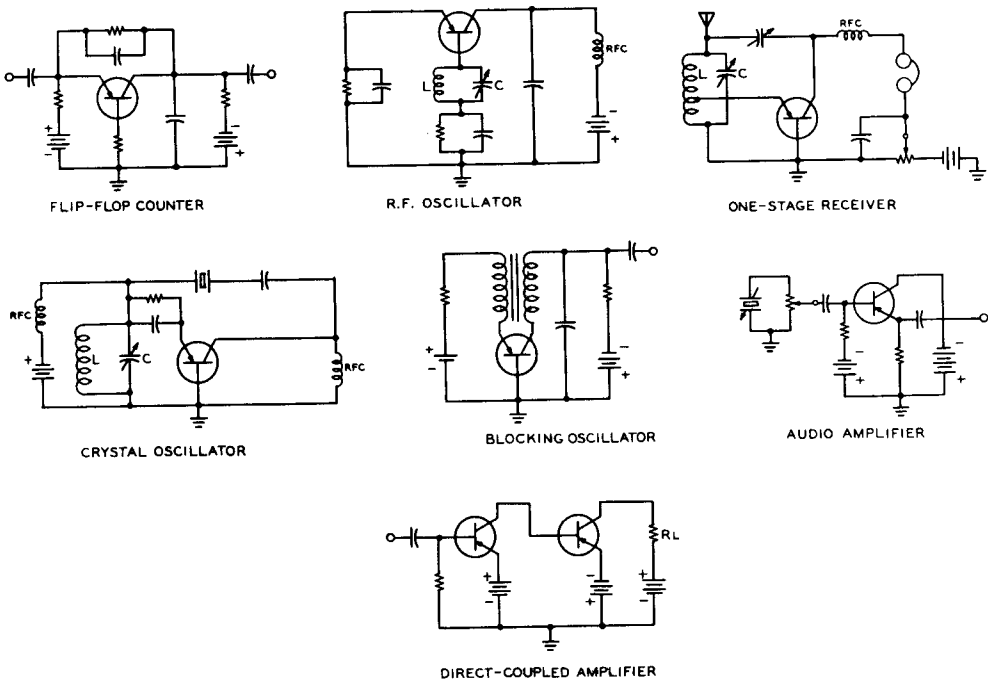 +
-
-
+
FLIP-FLOP COUNTER
L
C
RFC
-
+
R.F. OSCILLATOR
RFC
L
C
ONE-STAGE RECEIVER
RFC
+
L
C
RFC
CRYSTAL OSCILLATOR
+
-
-
+
BLOCKING OSCILLATOR
-
+
-
+
AUDIO AMPLIFIER
+
-
-
+
RL
+
-
DIRECT-COUPLED AMPLIFIER